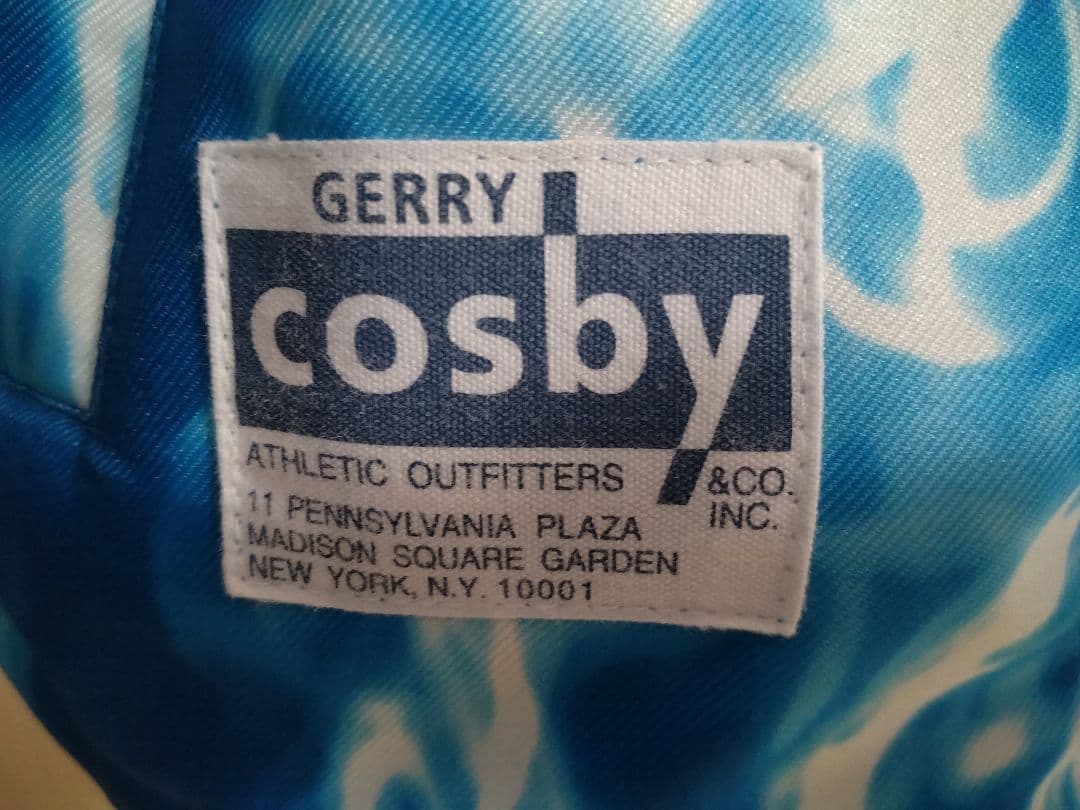 GERRY
cosby
ATHLETIC OUTFITTERS &CO.
11 PENNSYLVANIA PLAZA INC.
MADISON SQUARE GARDEN
NEW YORK, N.Y. 10001